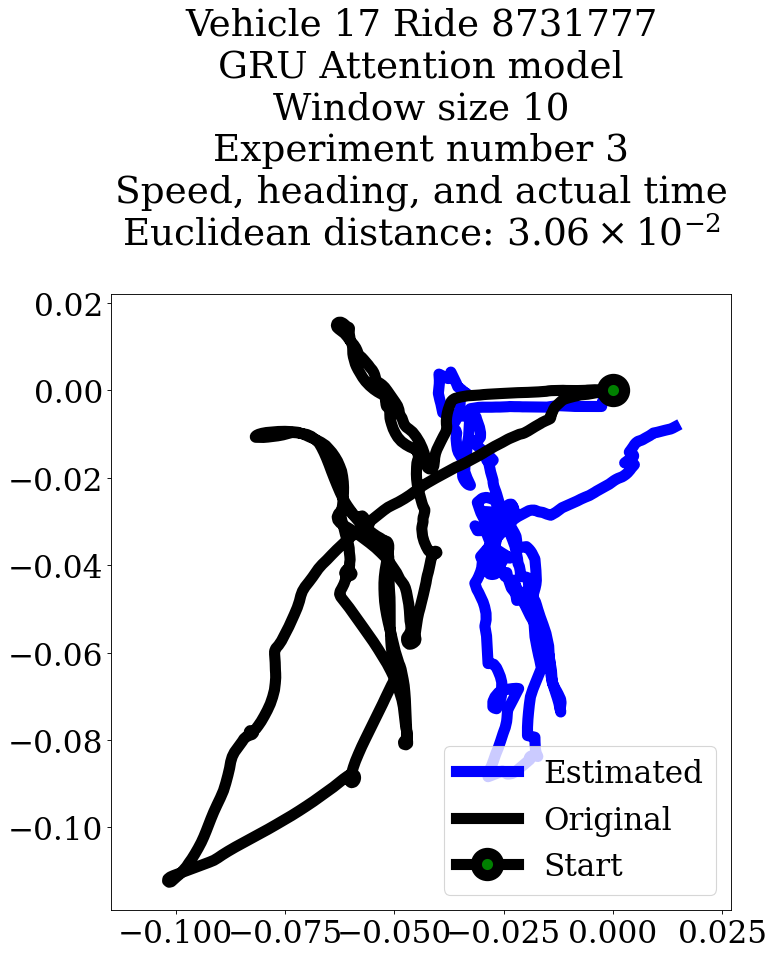 Vehicle 17 Ride 8731777
GRU Attention model
Window size 10
Experiment number 3
Speed, heading, and actual time
Euclidean distance: 3.06 × 10⁻²
0.02
0.00
−0.02
−0.04
−0.06
−0.08
−0.10
Estimated
Original
Start
−0.100 −0.075 −0.050 −0.025 0.000 0.025